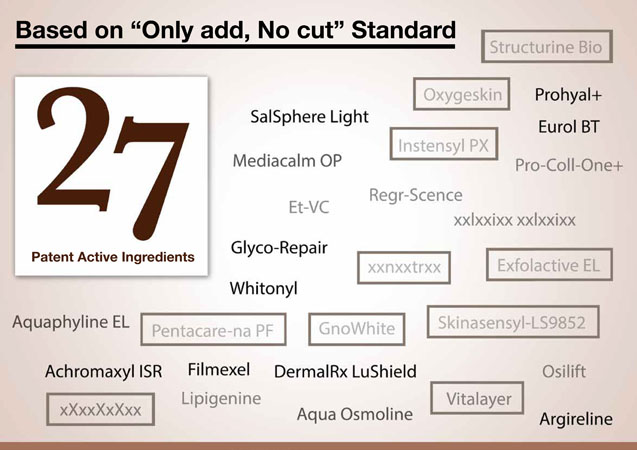 Based on “Only add, No cut” Standard
Structurine Bio
27
Patent Active Ingredients
Oxygeskin
Prohyal+
SalSphere Light
Eurol BT
Instensyl PX
Mediacalm OP
Pro-Coll-One+
Regr-Scence
Et-VC
xxlxxixx xxlxxixx
Glyco-Repair
xxnxxtrxx
Exfolactive EL
Whitonyl
Aquaphyline EL
Pentacare-na PF
GnoWhite
Skinasensyl-LS9852
Achromaxyl ISR
Filmexel
DermalRx LuShield
Osilift
xXxxXxXxx
Lipigenine
Vitalayer
Aqua Osmoline
Argireline